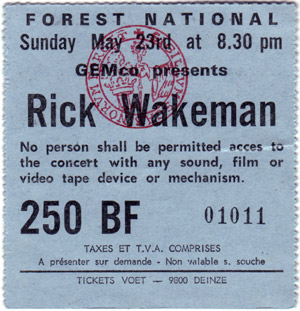 FOREST NATIONAL
Sunday May 23rd at 8.30 pm
GEMco presents
Rick Wakeman
No person shall be permitted acces to
the concert with any sound, film or
video tape device or mechanism.
250 BF 01011
TAXES ET T.V.A. COMPRISES
A présenter sur demande - Non valable s. souche
TICKETS VOET — 9800 DEINZE